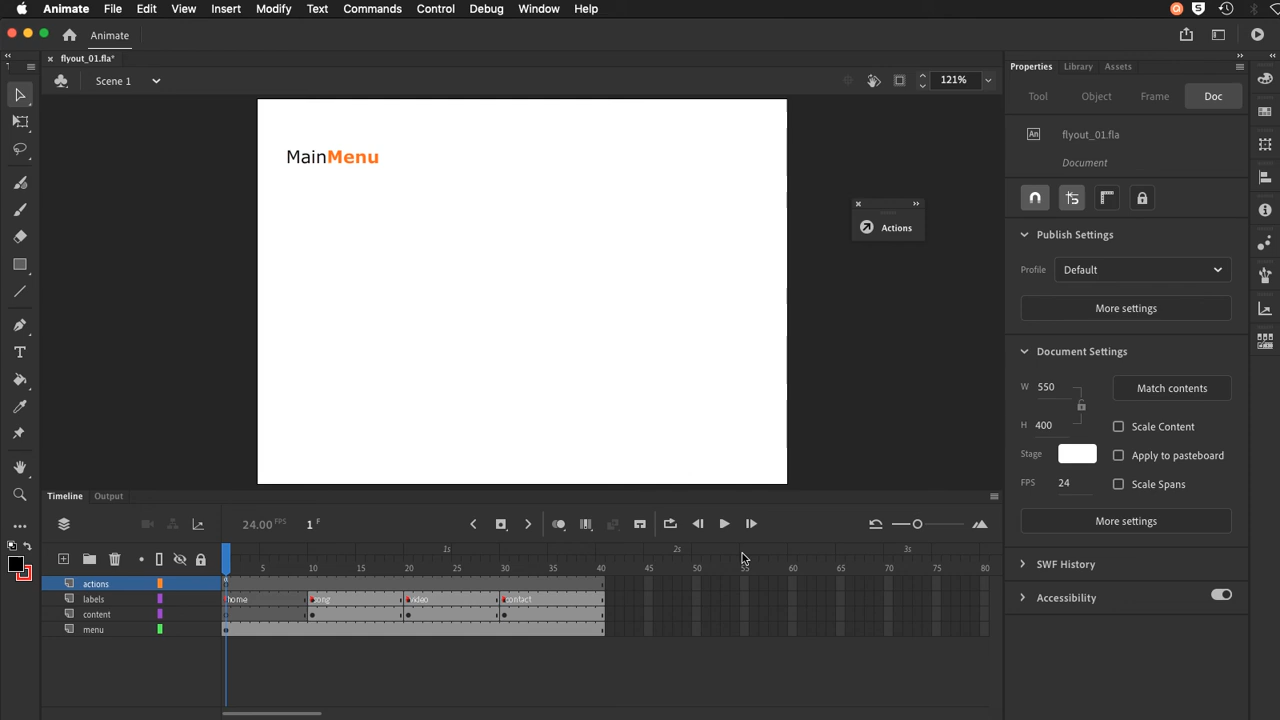 Animate File Edit View Insert Modify Text Commands Control Debug Window Help
Animate
flyout_01.fla*
Scene 1
121%
MainMenu
Actions
Properties Library Assets
Tool Object Frame Doc
An flyout_01.fla
Document
Publish Settings
Profile Default
More settings
Document Settings
W 550 Match contents
H 400 Scale Content
Stage Apply to pasteboard
FPS 24 Scale Spans
More settings
SWF History
Accessibility
Timeline Output
24.00 FPS 1 F
1s 2s 3s
5 10 15 20 25 30 35 40 45 50 55 60 65 70 75 80
actions
labels home song video contact
content
menu